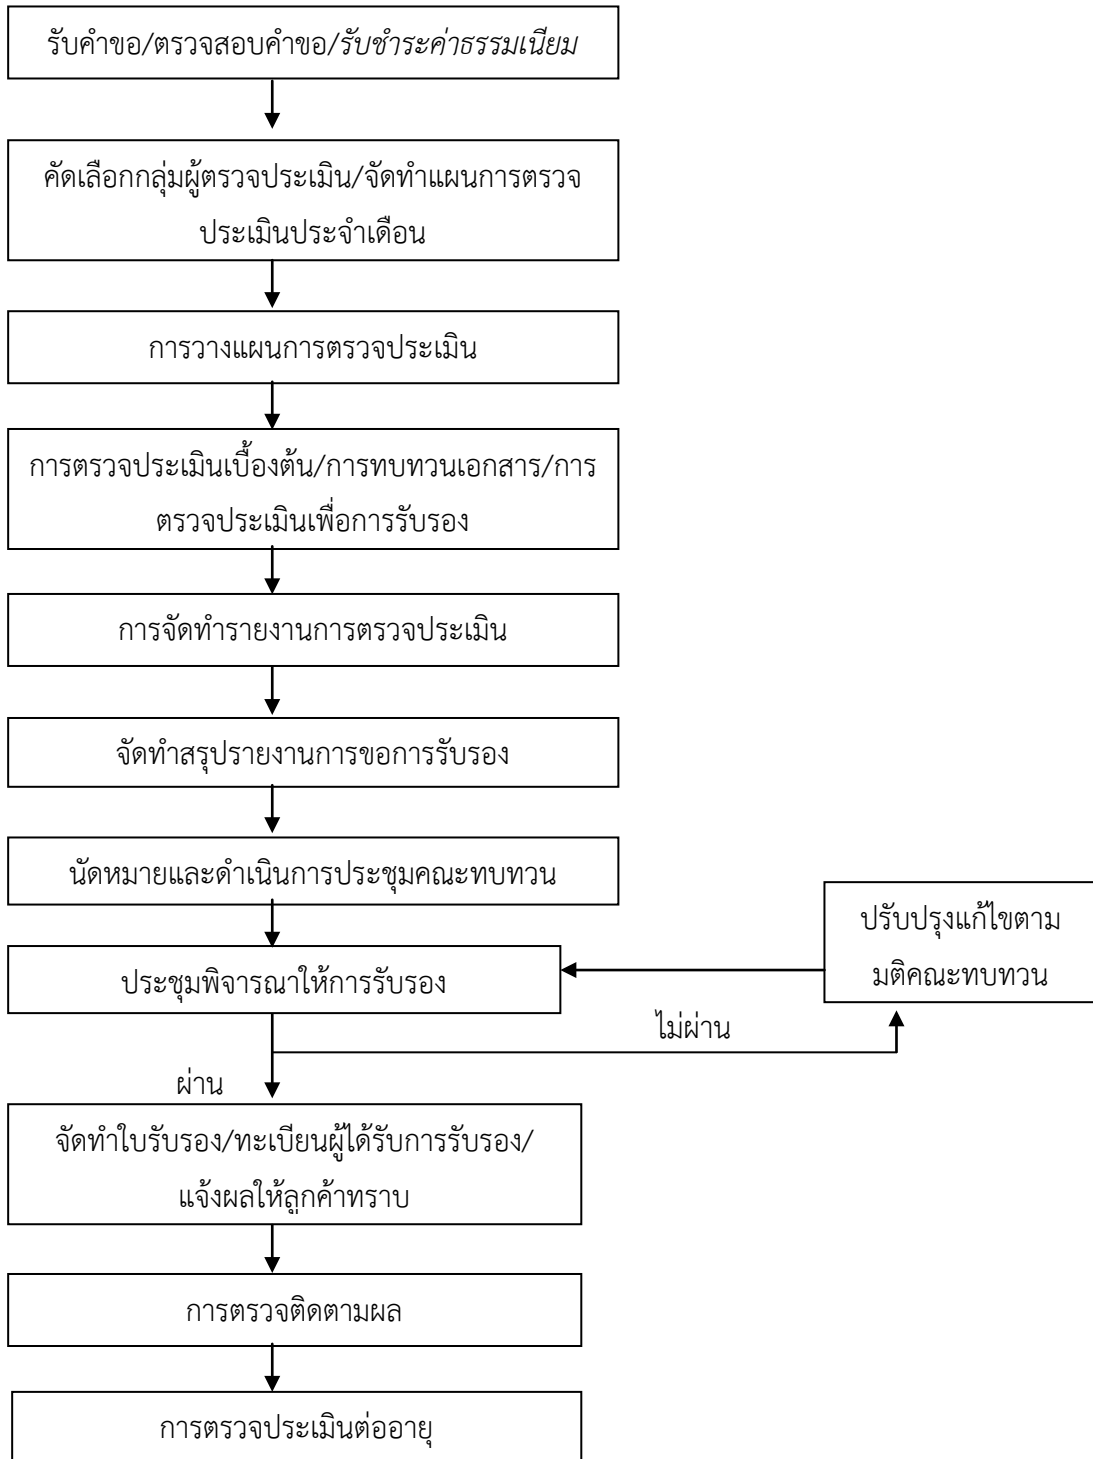 รับคำขอ/ตรวจสอบคำขอ/รับชำระค่าธรรมเนียม
คัดเลือกกลุ่มผู้ตรวจประเมิน/จัดทำแผนการตรวจ
ประเมินประจำเดือน
การวางแผนการตรวจประเมิน
การตรวจประเมินเบื้องต้น/การทบทวนเอกสาร/การ
ตรวจประเมินเพื่อการรับรอง
การจัดทำรายงานการตรวจประเมิน
จัดทำสรุปรายงานการขอการรับรอง
นัดหมายและดำเนินการประชุมคณะทบทวน
ปรับปรุงแก้ไขตาม
มติคณะทบทวน
ประชุมพิจารณาให้การรับรอง
ไม่ผ่าน
ผ่าน
จัดทำใบรับรอง/ทะเบียนผู้ได้รับการรับรอง/
แจ้งผลให้ลูกค้าทราบ
การตรวจติดตามผล
การตรวจประเมินต่ออายุ